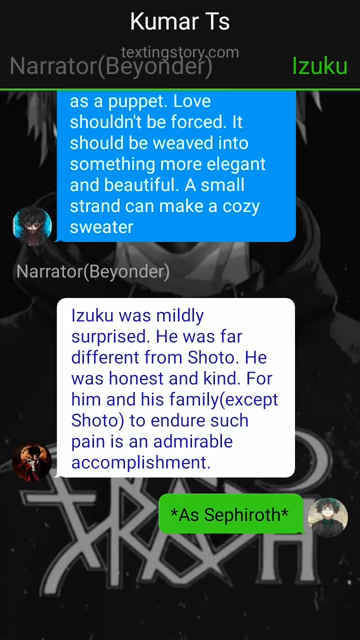 Kumar Ts
textingstory.com
Narrator(Beyonder)
Izuku
as a puppet. Love
shouldn't be forced. It
should be weaved into
something more elegant
and beautiful. A small
strand can make a cozy
sweater
Narrator(Beyonder)
Izuku was mildly
surprised. He was far
different from Shoto. He
was honest and kind. For
him and his family(except
Shoto) to endure such
pain is an admirable
accomplishment.
*As Sephiroth*